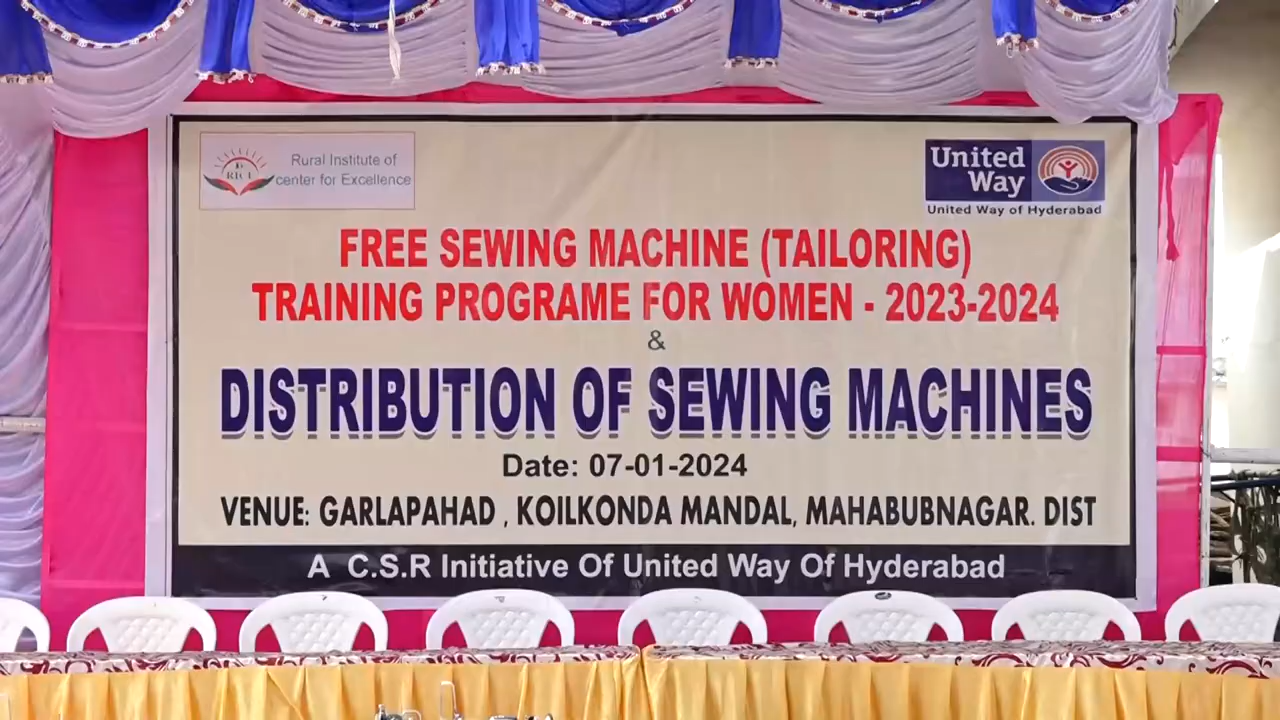 Rural Institute of
center for Excellence
United
Way
United Way of Hyderabad
FREE SEWING MACHINE (TAILORING)
TRAINING PROGRAME FOR WOMEN - 2023-2024
&
DISTRIBUTION OF SEWING MACHINES
Date: 07-01-2024
VENUE: GARLAPAHAD , KOILKONDA MANDAL, MAHABUBNAGAR. DIST
A C.S.R Initiative Of United Way Of Hyderabad